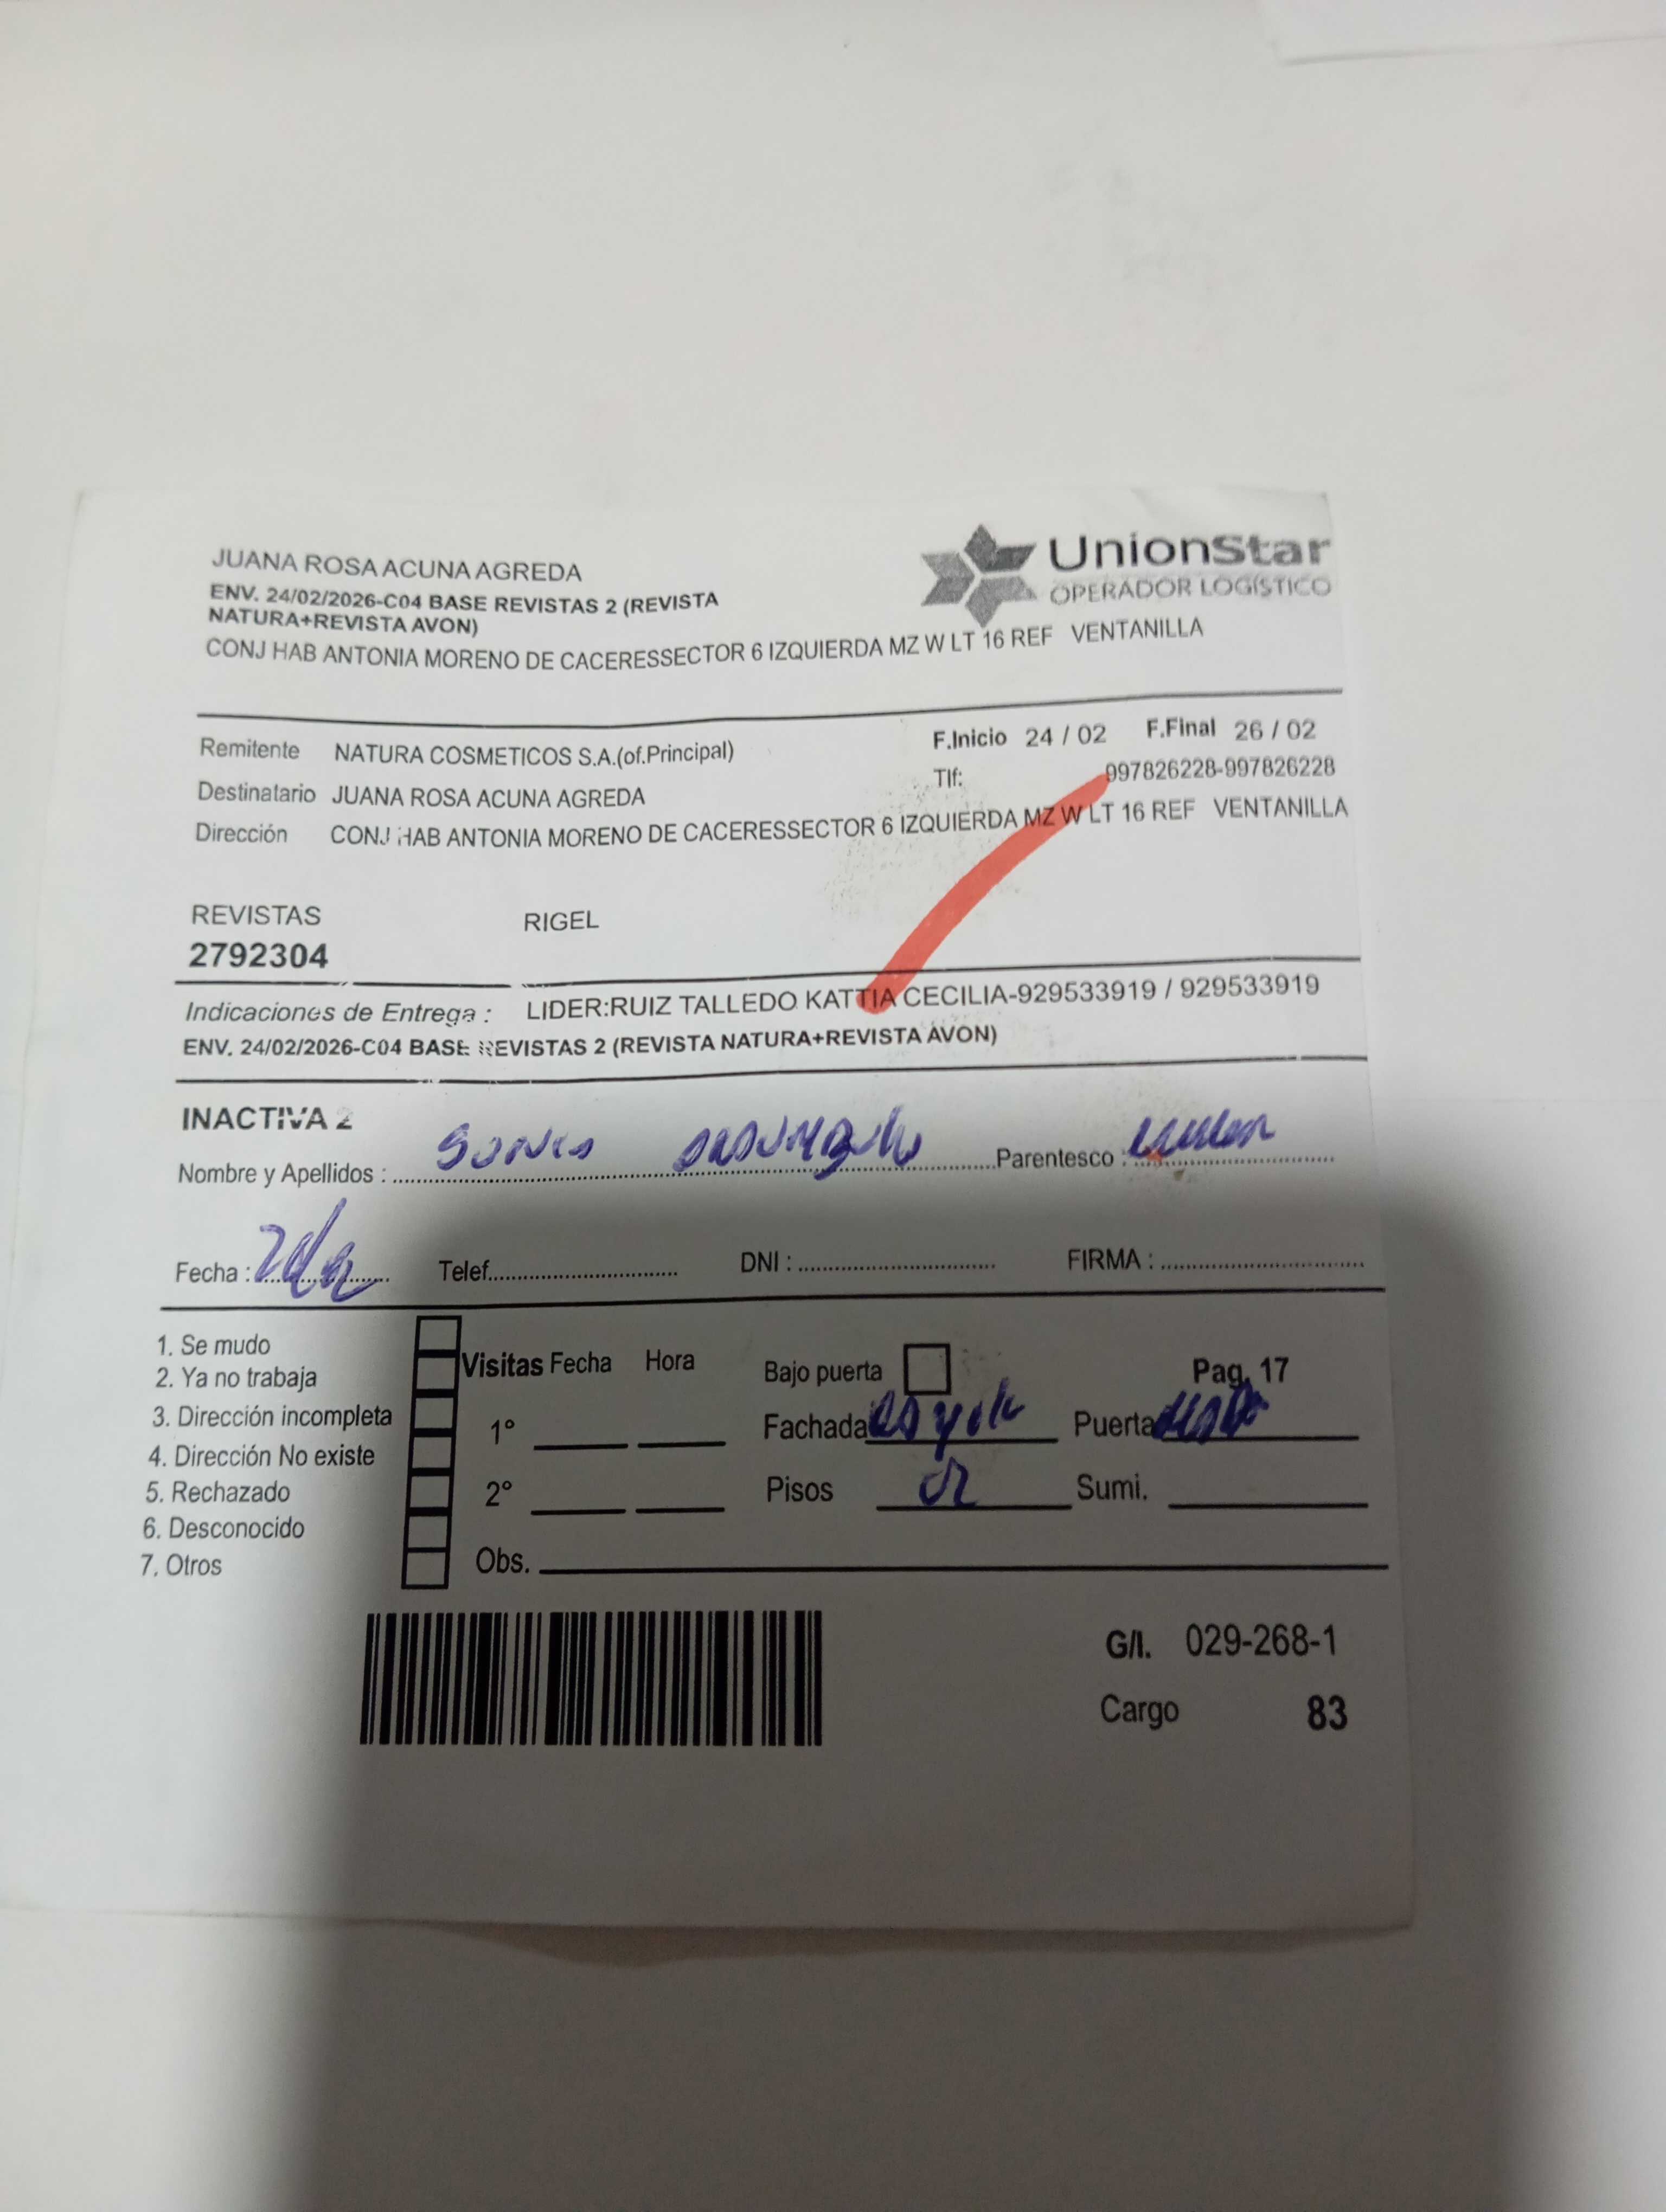 JUANA ROSA ACUNA AGREDA
ENV. 24/02/2026-C04 BASE REVISTAS 2 (REVISTA
NATURA+REVISTA AVON)
CONJ HAB ANTONIA MORENO DE CACERESSECTOR 6 IZQUIERDA MZ W LT 16 REF VENTANILLA
UnionStar
OPERADOR LOGÍSTICO
Remitente NATURA COSMETICOS S.A.(of.Principal) F.Inicio 24 / 02 F.Final 26 / 02
Destinatario JUANA ROSA ACUNA AGREDA Tlf: 997826228-997826228
Dirección CONJ HAB ANTONIA MORENO DE CACERESSECTOR 6 IZQUIERDA MZ W LT 16 REF VENTANILLA
REVISTAS RIGEL
2792304
Indicaciones de Entrega : LIDER:RUIZ TALLEDO KATTIA CECILIA-929533919 / 929533919
ENV. 24/02/2026-C04 BASE REVISTAS 2 (REVISTA NATURA+REVISTA AVON)
INACTIVA 2
Nombre y Apellidos : Parentesco :
Fecha : Telef. DNI : FIRMA :
1. Se mudo
2. Ya no trabaja
3. Dirección incompleta
4. Dirección No existe
5. Rechazado
6. Desconocido
7. Otros
Visitas Fecha Hora Bajo puerta Pag. 17
1° Fachada Puerta
2° Pisos Sumi.
Obs.
G/I. 029-268-1
Cargo 83